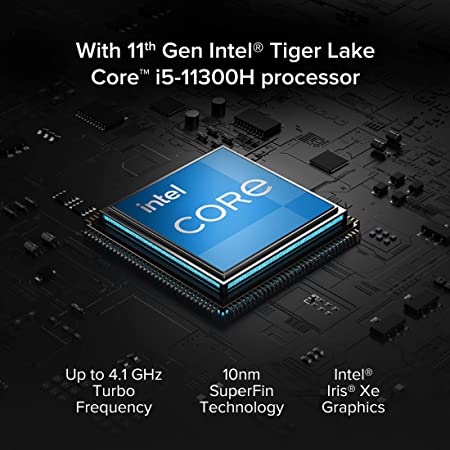 With 11th Gen Intel® Tiger Lake
Core™ i5-11300H processor
intel
CORE
Up to 4.1 GHz
Turbo
Frequency
10nm
SuperFin
Technology
Intel®
Iris® Xe
Graphics